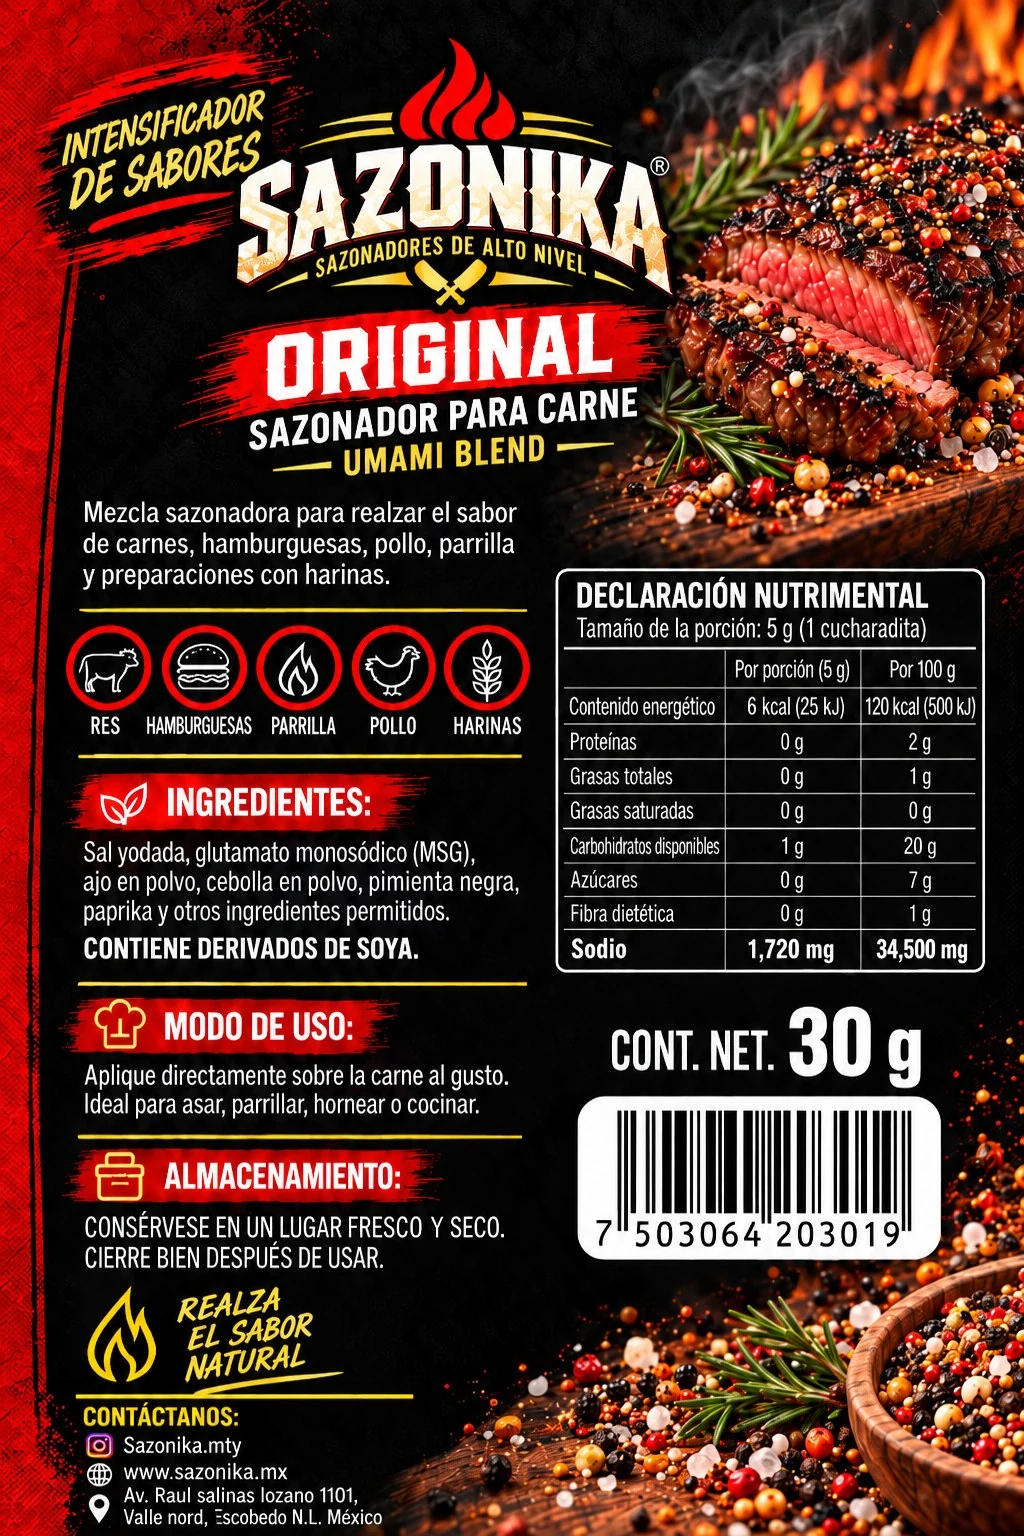 INTENSIFICADOR
DE SABORES
SAZONIKA®
SAZONADORES DE ALTO NIVEL
ORIGINAL
SAZONADOR PARA CARNE
UMAMI BLEND
Mezcla sazonadora para realzar el sabor
de carnes, hamburguesas, pollo, parrilla
y preparaciones con harinas.
RES HAMBURGUESAS PARRILLA POLLO HARINAS
INGREDIENTES:
Sal yodada, glutamato monosódico (MSG),
ajo en polvo, cebolla en polvo, pimienta negra,
paprika y otros ingredientes permitidos.
CONTIENE DERIVADOS DE SOYA.
MODO DE USO:
Aplique directamente sobre la carne al gusto.
Ideal para asar, parrillar, hornear o cocinar.
ALMACENAMIENTO:
CONSÉRVESE EN UN LUGAR FRESCO Y SECO.
CIERRE BIEN DESPUÉS DE USAR.
REALZA
EL SABOR
NATURAL
CONTÁCTANOS:
Sazonika.mty
www.sazonika.mx
Av. Raul salinas lozano 1101,
Valle nord, Escobedo N.L. México
DECLARACIÓN NUTRIMENTAL
Tamaño de la porción: 5 g (1 cucharadita)
Por porción (5 g) Por 100 g
Contenido energético 6 kcal (25 kJ) 120 kcal (500 kJ)
Proteínas 0 g 2 g
Grasas totales 0 g 1 g
Grasas saturadas 0 g 0 g
Carbohidratos disponibles 1 g 20 g
Azúcares 0 g 7 g
Fibra dietética 0 g 1 g
Sodio 1,720 mg 34,500 mg
CONT. NET. 30 g
7 503064 203019